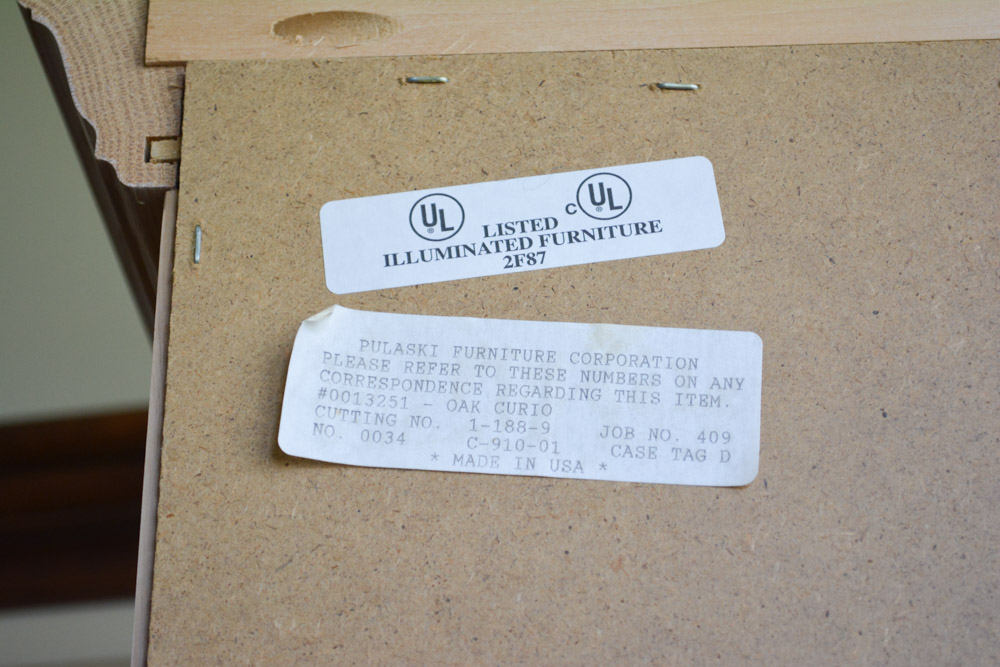 UL ® C UL ®
LISTED
ILLUMINATED FURNITURE
2F87
PULASKI FURNITURE CORPORATION
PLEASE REFER TO THESE NUMBERS ON ANY
CORRESPONDENCE REGARDING THIS ITEM.
#0013251 - OAK CURIO
CUTTING NO. 1-188-9 JOB NO. 409
NO. 0034 C-910-01 CASE TAG D
* MADE IN USA *